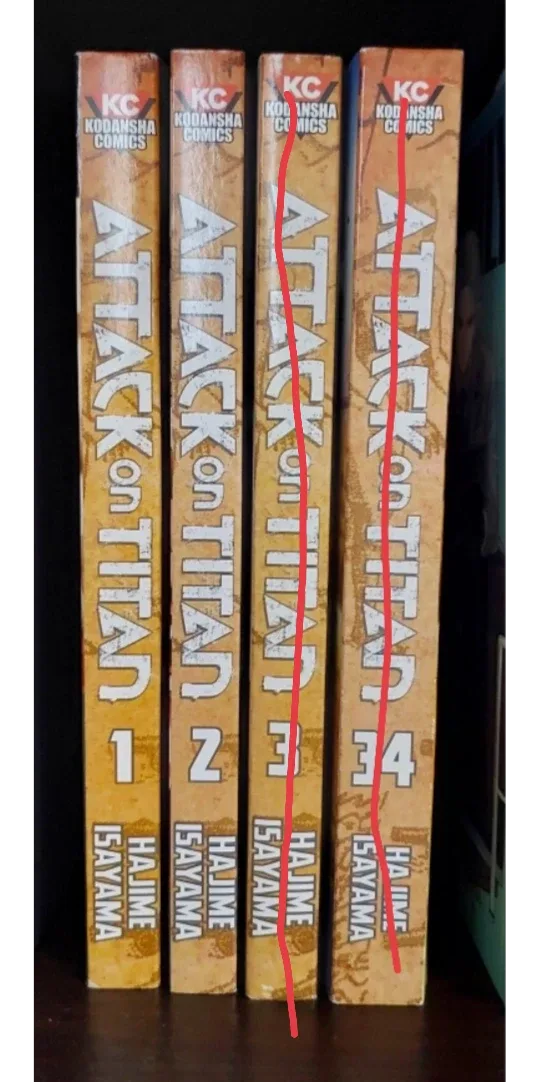 KC
KODANSHA
COMICS
ATTACK on TITAN
1
HAJIME
ISAYAMA
KC
KODANSHA
COMICS
ATTACK on TITAN
2
HAJIME
ISAYAMA
KC
KODANSHA
COMICS
ATTACK on TITAN
3
HAJIME
ISAYAMA
KC
KODANSHA
COMICS
ATTACK on TITAN
34
HAJIME
ISAYAMA